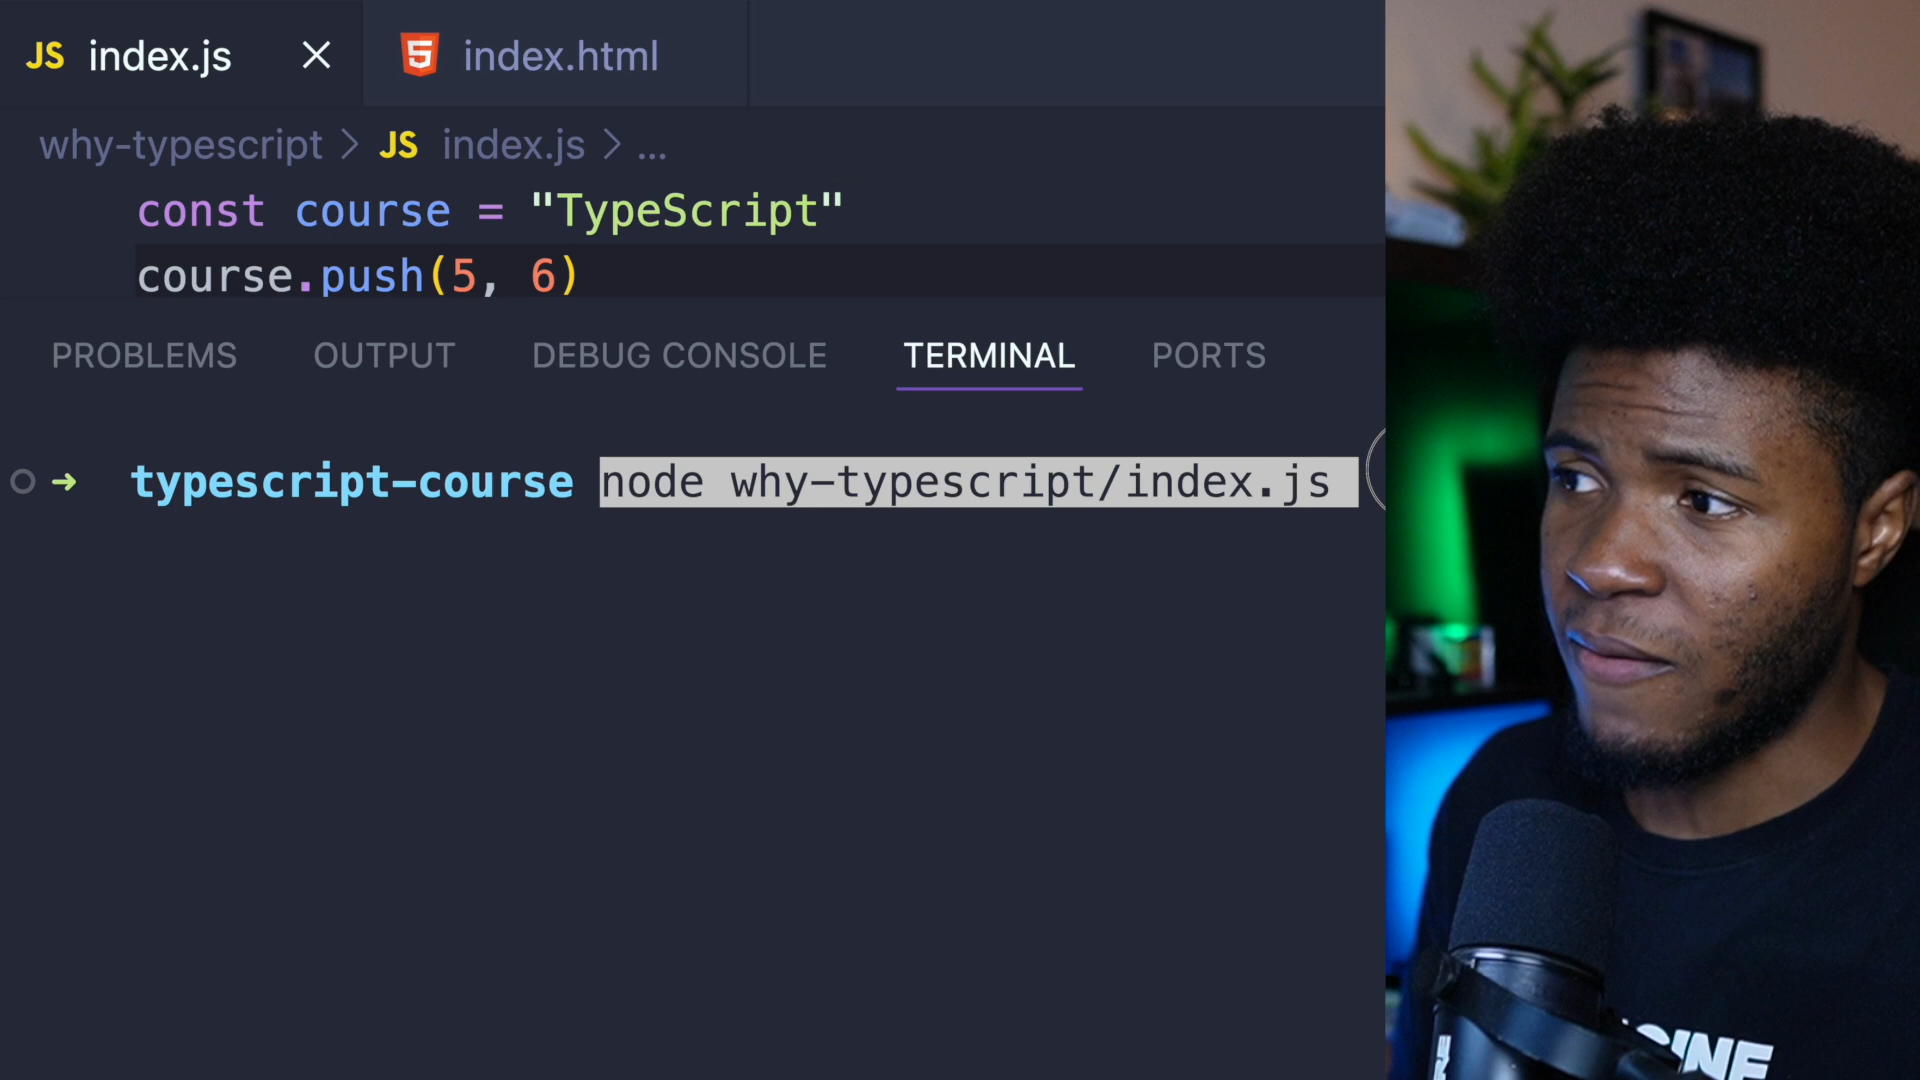 JS index.js
index.html
why-typescript > JS index.js > ...
const course = "TypeScript"
course.push(5, 6)
PROBLEMS OUTPUT DEBUG CONSOLE TERMINAL PORTS
→ typescript-course node why-typescript/index.js